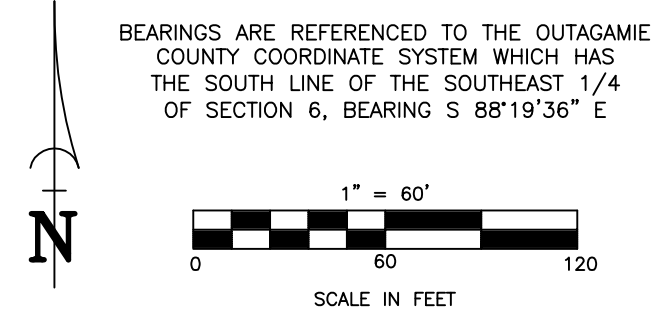 BEARINGS ARE REFERENCED TO THE OUTAGAMIE
COUNTY COORDINATE SYSTEM WHICH HAS
THE SOUTH LINE OF THE SOUTHEAST 1/4
OF SECTION 6, BEARING S 88°19'36" E
N
1" = 60'
0 60 120
SCALE IN FEET